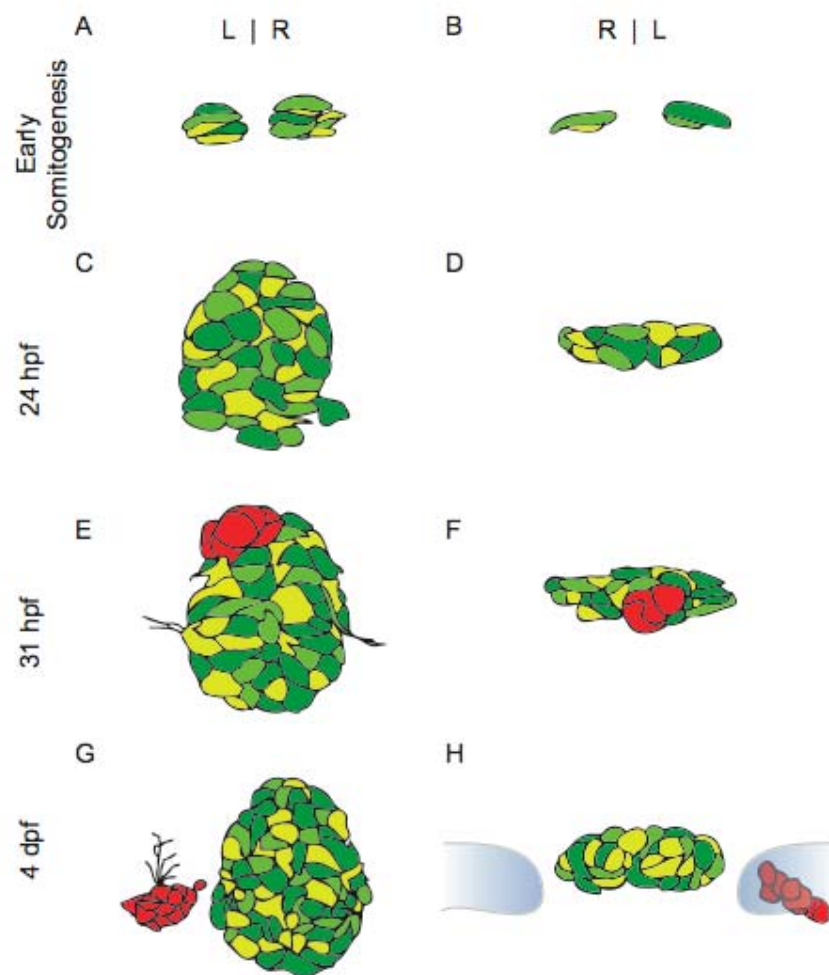 A
L | R
B
R | L
Early
Somitogenesis
C
D
24 hpf
E
F
31 hpf
G
H
4 dpf